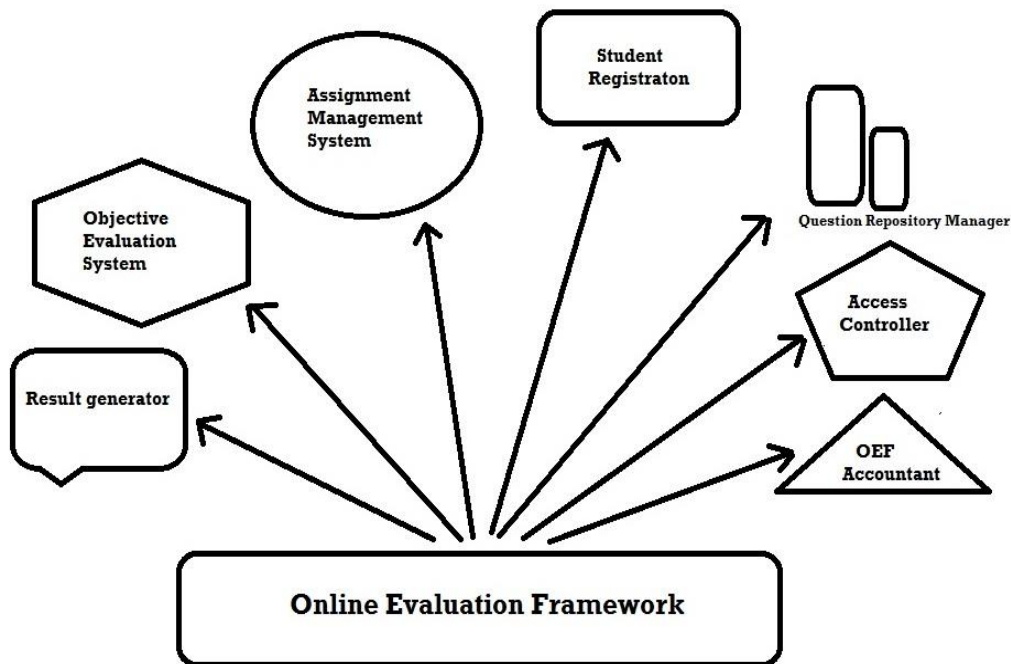 Student
Registraton
Assignment
Management
System
Question Repository Manager
Objective
Evaluation
System
Access
Controller
Result generator
OEF
Accountant
Online Evaluation Framework